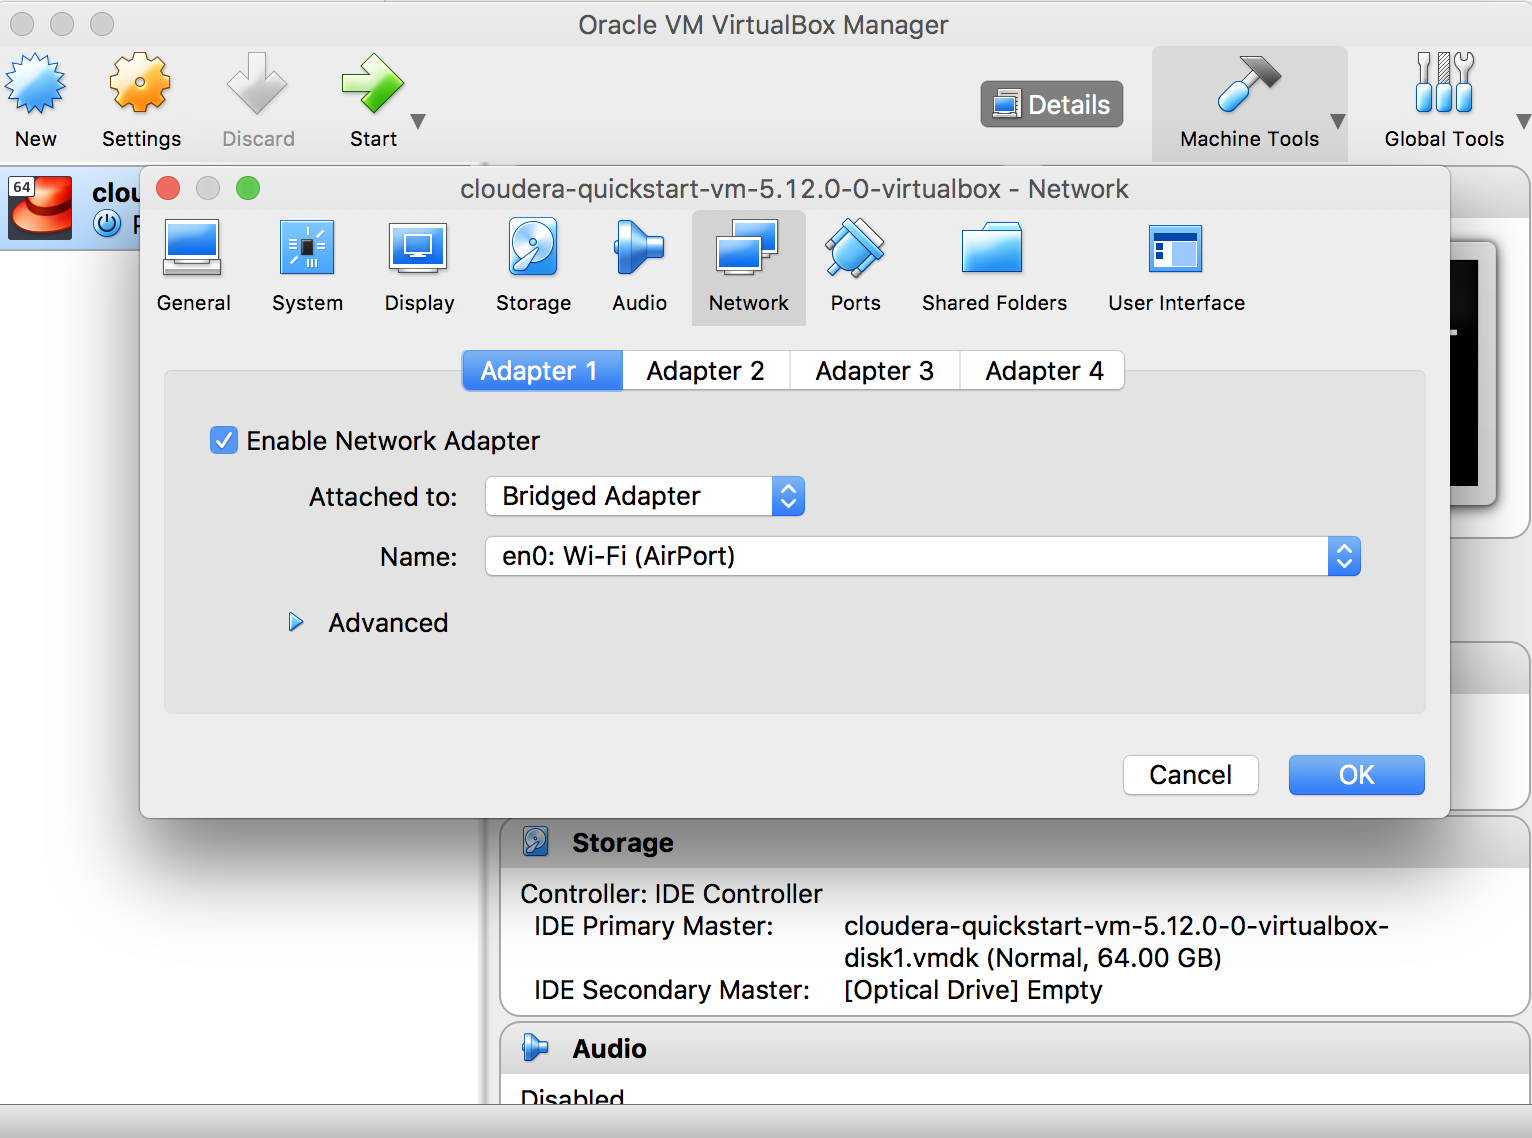 Oracle VM VirtualBox Manager
New
Settings
Discard
Start
Details
Machine Tools
Global Tools
64
cloudera-quickstart-vm-5.12.0-0-virtualbox - Network
General
System
Display
Storage
Audio
Network
Ports
Shared Folders
User Interface
Adapter 1
Adapter 2
Adapter 3
Adapter 4
Enable Network Adapter
Attached to: Bridged Adapter
Name: en0: Wi-Fi (AirPort)
Advanced
Cancel
OK
Storage
Controller: IDE Controller
IDE Primary Master: cloudera-quickstart-vm-5.12.0-0-virtualbox-
disk1.vmdk (Normal, 64.00 GB)
IDE Secondary Master: [Optical Drive] Empty
Audio
Disabled